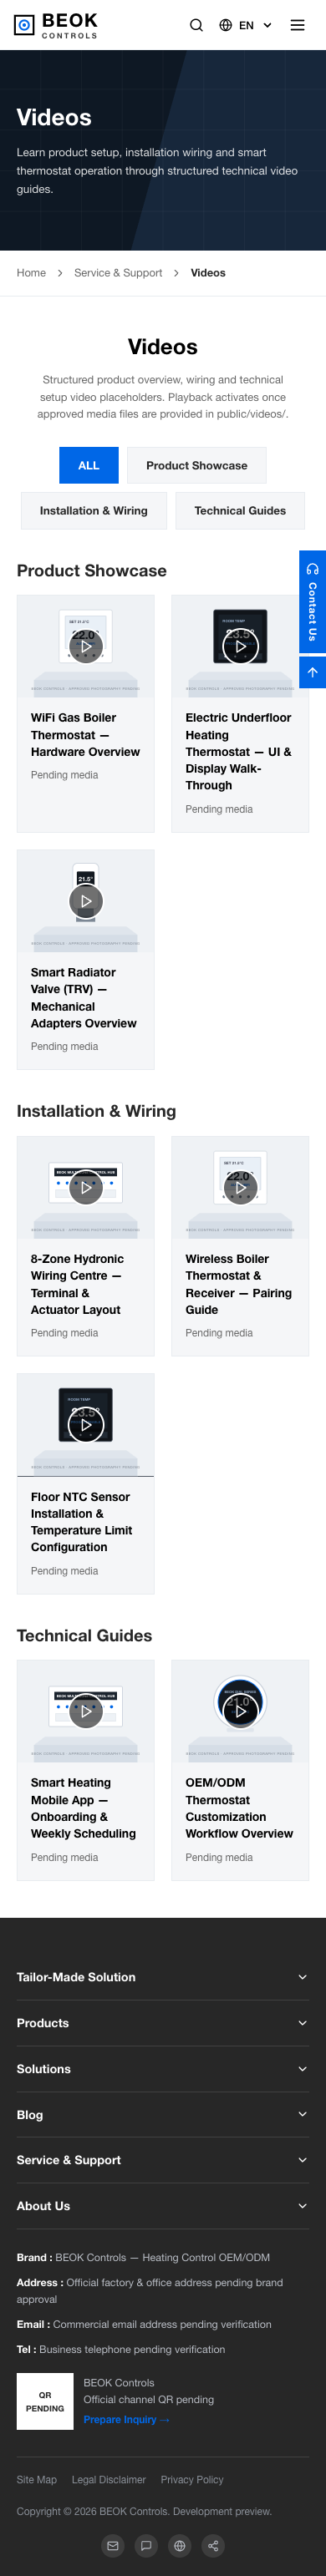 BEOK
CONTROLS
EN
Videos
Learn product setup, installation wiring and smart
thermostat operation through structured technical video
guides.
Home
Service & Support
Videos
Videos
Structured product overview, wiring and technical
setup video placeholders. Playback activates once
approved media files are provided in public/videos/.
ALL
Product Showcase
Installation & Wiring
Technical Guides
Contact Us
Product Showcase
WiFi Gas Boiler
Thermostat —
Hardware Overview
Pending media
Electric Underfloor
Heating
Thermostat — UI &
Display Walk-
Through
Pending media
Smart Radiator
Valve (TRV) —
Mechanical
Adapters Overview
Pending media
Installation & Wiring
8-Zone Hydronic
Wiring Centre —
Terminal &
Actuator Layout
Pending media
Wireless Boiler
Thermostat &
Receiver — Pairing
Guide
Pending media
Floor NTC Sensor
Installation &
Temperature Limit
Configuration
Pending media
Technical Guides
Smart Heating
Mobile App —
Onboarding &
Weekly Scheduling
Pending media
OEM/ODM
Thermostat
Customization
Workflow Overview
Pending media
Tailor-Made Solution
Products
Solutions
Blog
Service & Support
About Us
Brand : BEOK Controls — Heating Control OEM/ODM
Address : Official factory & office address pending brand
approval
Email : Commercial email address pending verification
Tel : Business telephone pending verification
QR
PENDING
BEOK Controls
Official channel QR pending
Prepare Inquiry →
Site Map
Legal Disclaimer
Privacy Policy
Copyright © 2026 BEOK Controls. Development preview.